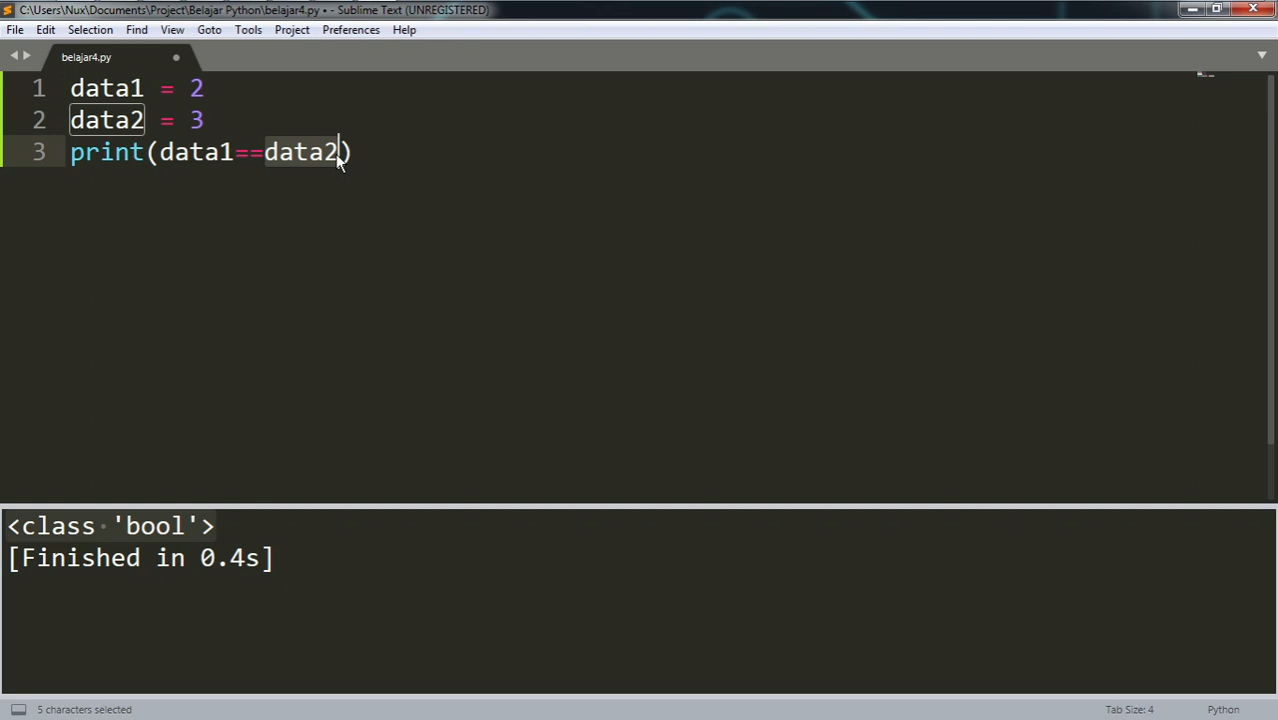 C:\Users\Nux\Documents\Project\Belajar Python\belajar4.py • - Sublime Text (UNREGISTERED)
File Edit Selection Find View Goto Tools Project Preferences Help
belajar4.py
1 data1 = 2
2 data2 = 3
3 print(data1==data2)
<class 'bool'>
[Finished in 0.4s]
5 characters selected Tab Size: 4 Python